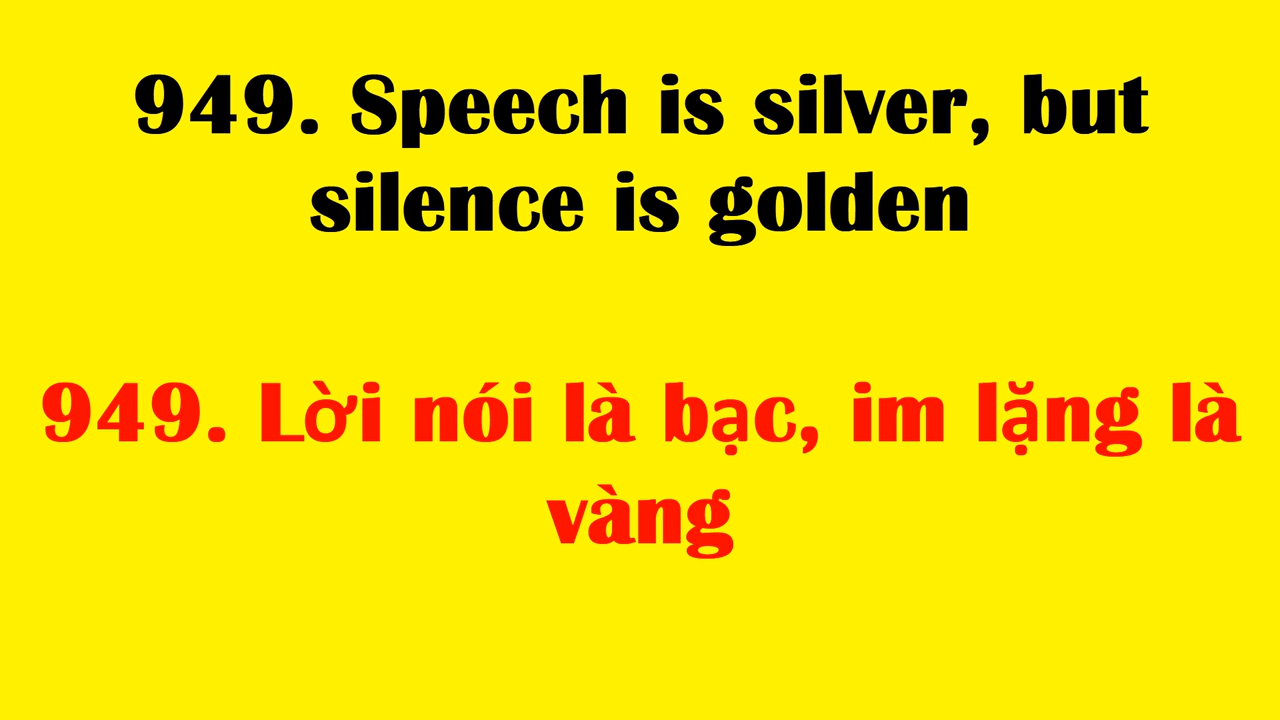 949. Speech is silver, but
silence is golden
949. Lời nói là bạc, im lặng là
vàng